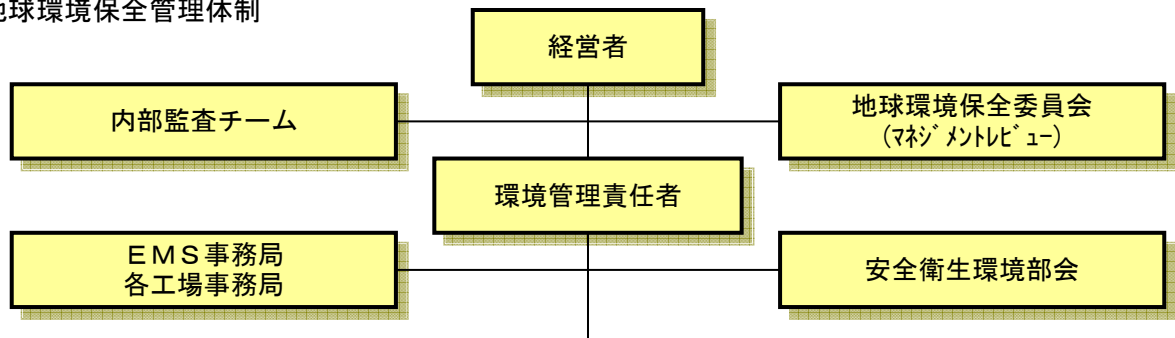 地球環境保全管理体制
経営者
内部監査チーム
地球環境保全委員会
(ﾏﾈｼﾞﾒﾝﾄﾚﾋﾞｭｰ)
環境管理責任者
ＥＭＳ事務局
各工場事務局
安全衛生環境部会